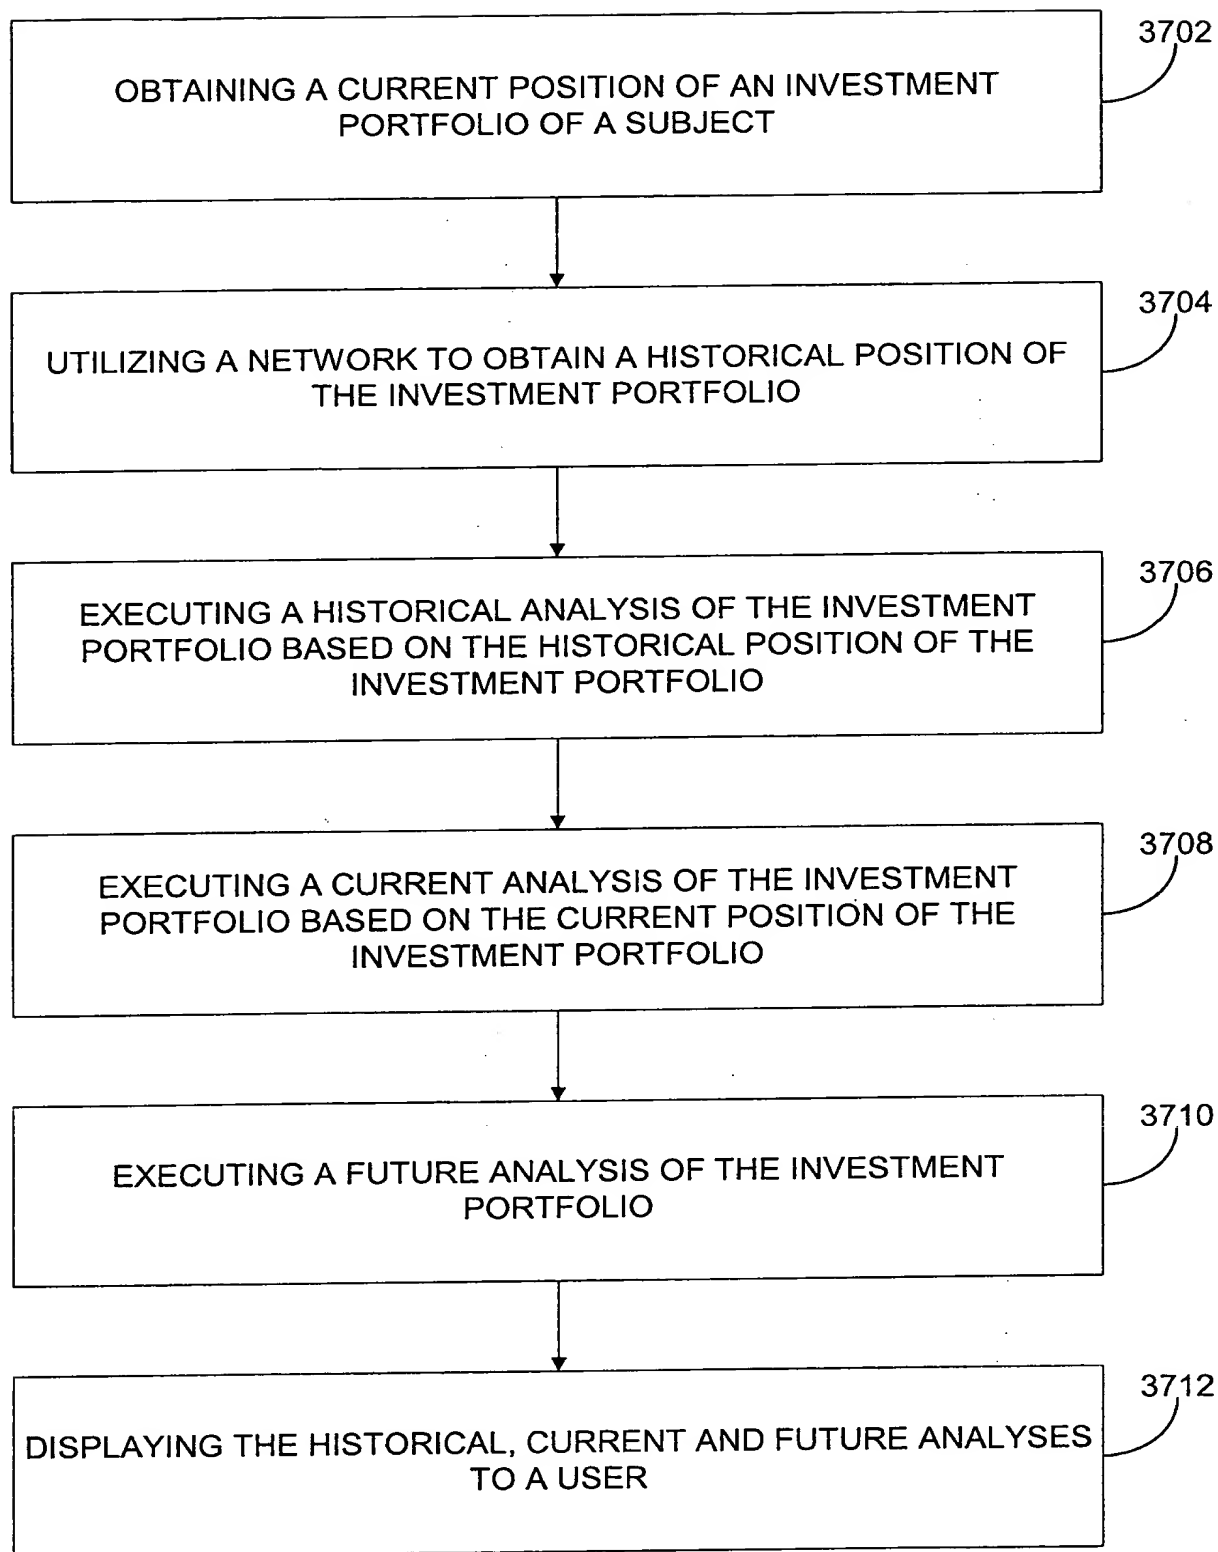 3702
OBTAINING A CURRENT POSITION OF AN INVESTMENT
PORTFOLIO OF A SUBJECT
3704
UTILIZING A NETWORK TO OBTAIN A HISTORICAL POSITION OF
THE INVESTMENT PORTFOLIO
3706
EXECUTING A HISTORICAL ANALYSIS OF THE INVESTMENT
PORTFOLIO BASED ON THE HISTORICAL POSITION OF THE
INVESTMENT PORTFOLIO
3708
EXECUTING A CURRENT ANALYSIS OF THE INVESTMENT
PORTFOLIO BASED ON THE CURRENT POSITION OF THE
INVESTMENT PORTFOLIO
3710
EXECUTING A FUTURE ANALYSIS OF THE INVESTMENT
PORTFOLIO
3712
DISPLAYING THE HISTORICAL, CURRENT AND FUTURE ANALYSES
TO A USER